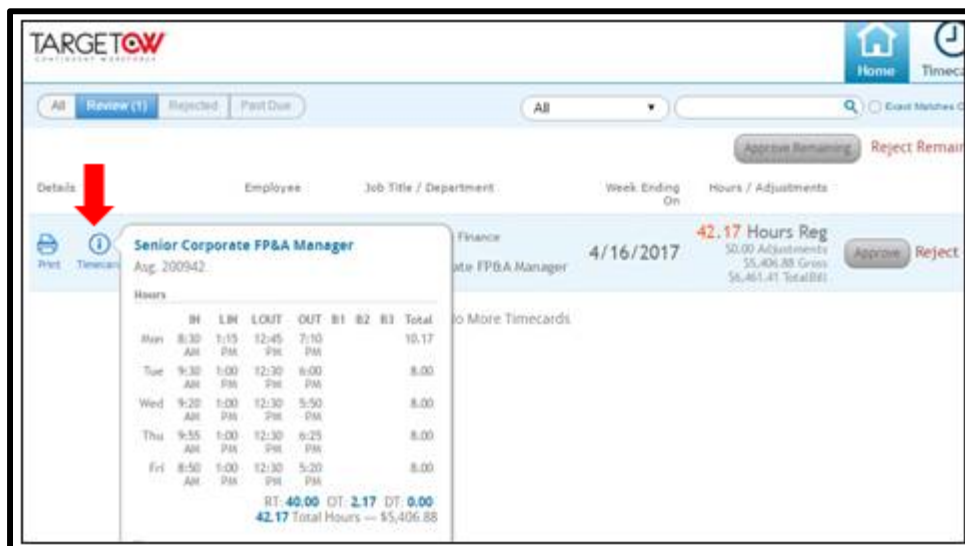 TARGETCW
CONTINGENT WORKFORCE
Home
Timeca
All Review (1) Rejected Past Due
All
Exact Matches O
Approve Remaining Reject Remain
Details Employee Job Title / Department Week Ending On Hours / Adjustments
Print Timecard
Finance
ate FP&A Manager
4/16/2017
42.17 Hours Reg
$0.00 Adjustments
$5,406.88 Gross
$6,461.41 TotalBill
Approve Reject
No More Timecards
Senior Corporate FP&A Manager
Asg. 200942
Hours
IN LIN LOUT OUT B1 B2 B3 Total
Mon 8:30 AM 1:15 PM 12:45 PM 7:10 PM 10.17
Tue 9:30 AM 1:00 PM 12:30 PM 6:00 PM 8.00
Wed 9:20 AM 1:00 PM 12:30 PM 5:50 PM 8.00
Thu 9:55 AM 1:00 PM 12:30 PM 6:25 PM 8.00
Fri 8:50 AM 1:00 PM 12:30 PM 5:20 PM 8.00
RT: 40.00 OT: 2.17 DT: 0.00
42.17 Total Hours — $5,406.88